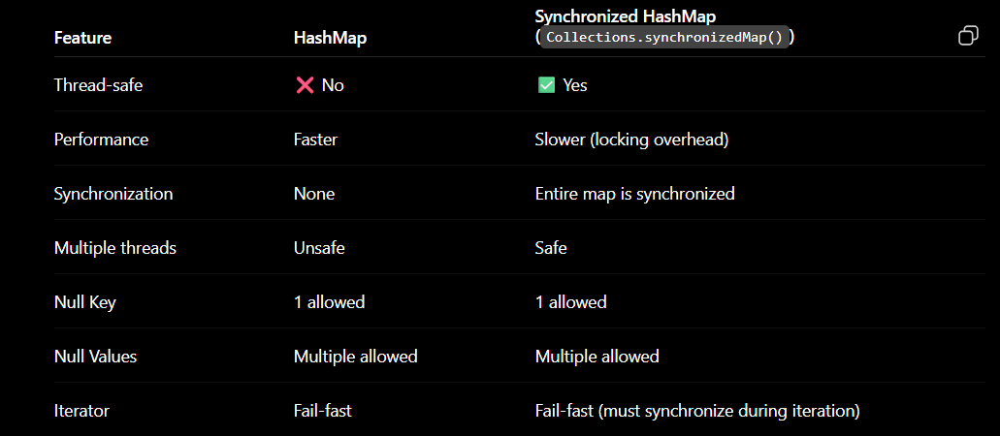 Feature HashMap Synchronized HashMap
(Collections.synchronizedMap())
Thread-safe ❌ No ✅ Yes
Performance Faster Slower (locking overhead)
Synchronization None Entire map is synchronized
Multiple threads Unsafe Safe
Null Key 1 allowed 1 allowed
Null Values Multiple allowed Multiple allowed
Iterator Fail-fast Fail-fast (must synchronize during iteration)